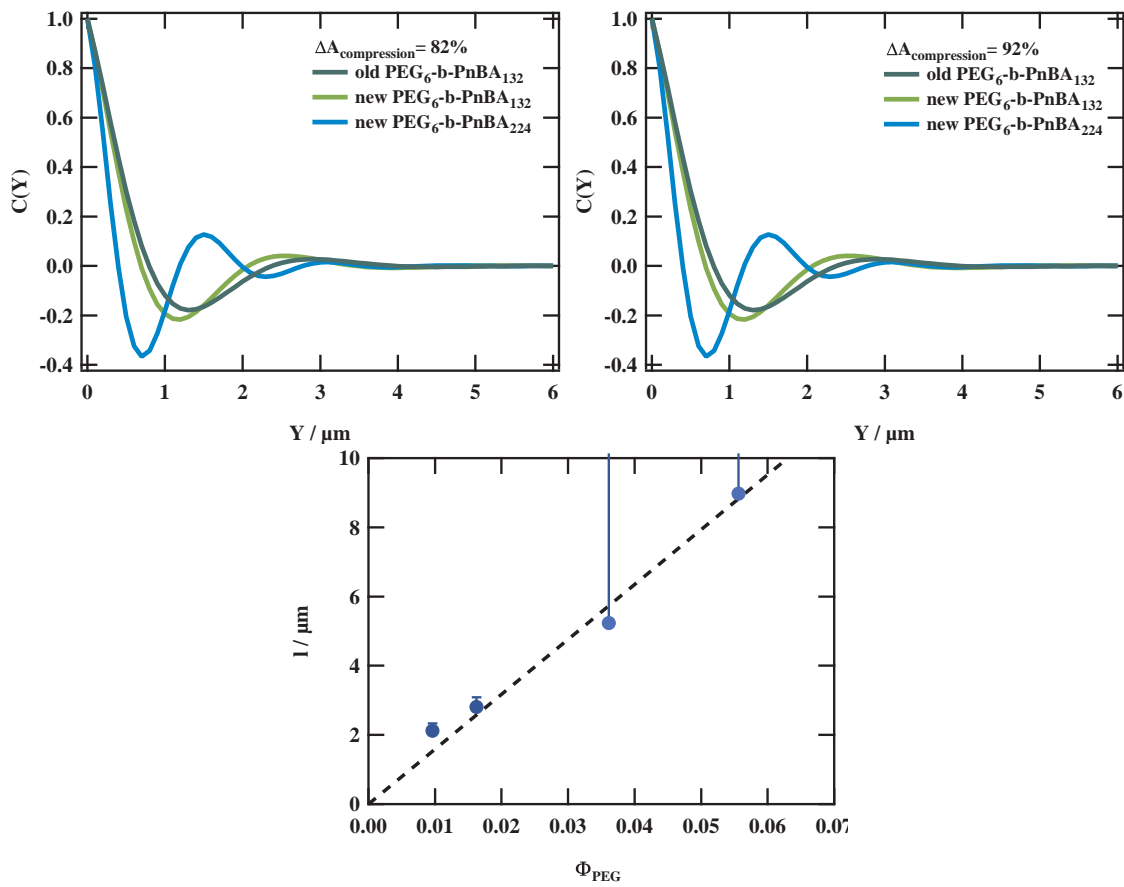 1.0
0.8
0.6
0.4
0.2
0.0
-0.2
-0.4
C(Y)
ΔAcompression= 82%
old PEG6-b-PnBA132
new PEG6-b-PnBA132
new PEG6-b-PnBA224
0 1 2 3 4 5 6
Y / µm
1.0
0.8
0.6
0.4
0.2
0.0
-0.2
-0.4
C(Y)
ΔAcompression= 92%
old PEG6-b-PnBA132
new PEG6-b-PnBA132
new PEG6-b-PnBA224
0 1 2 3 4 5 6
Y / µm
10
8
6
4
2
0
l / µm
0.00 0.01 0.02 0.03 0.04 0.05 0.06 0.07
ΦPEG